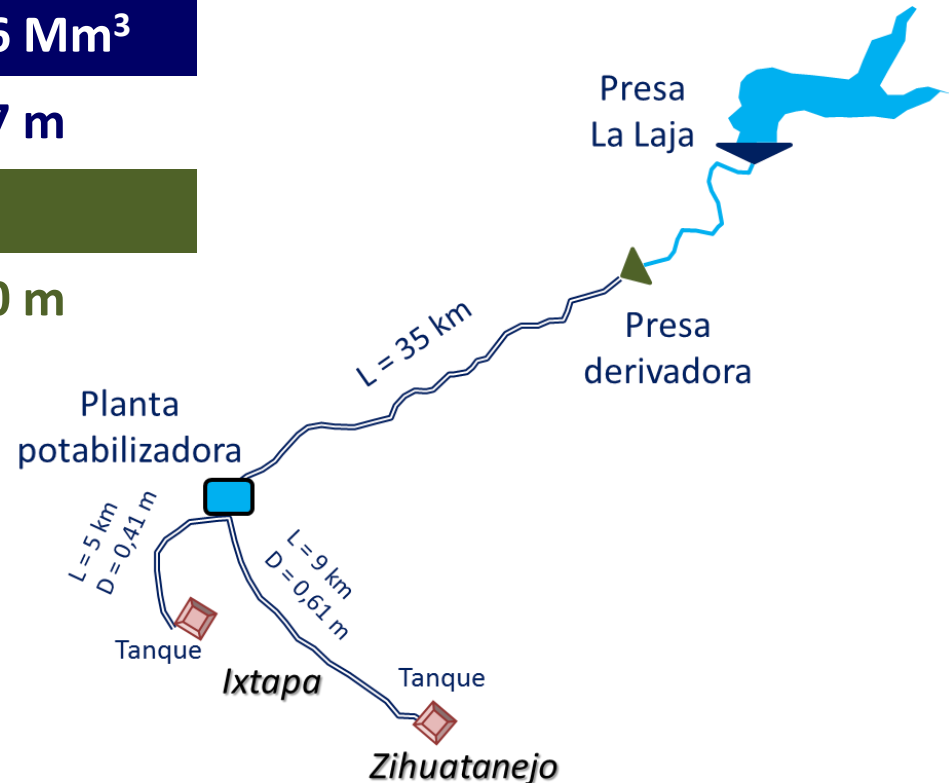 6 Mm³
7 m
0 m
Presa
La Laja
L = 35 km
Presa
derivadora
Planta
potabilizadora
L = 5 km
D = 0,41 m
L = 9 km
D = 0,61 m
Tanque
Ixtapa
Tanque
Zihuatanejo